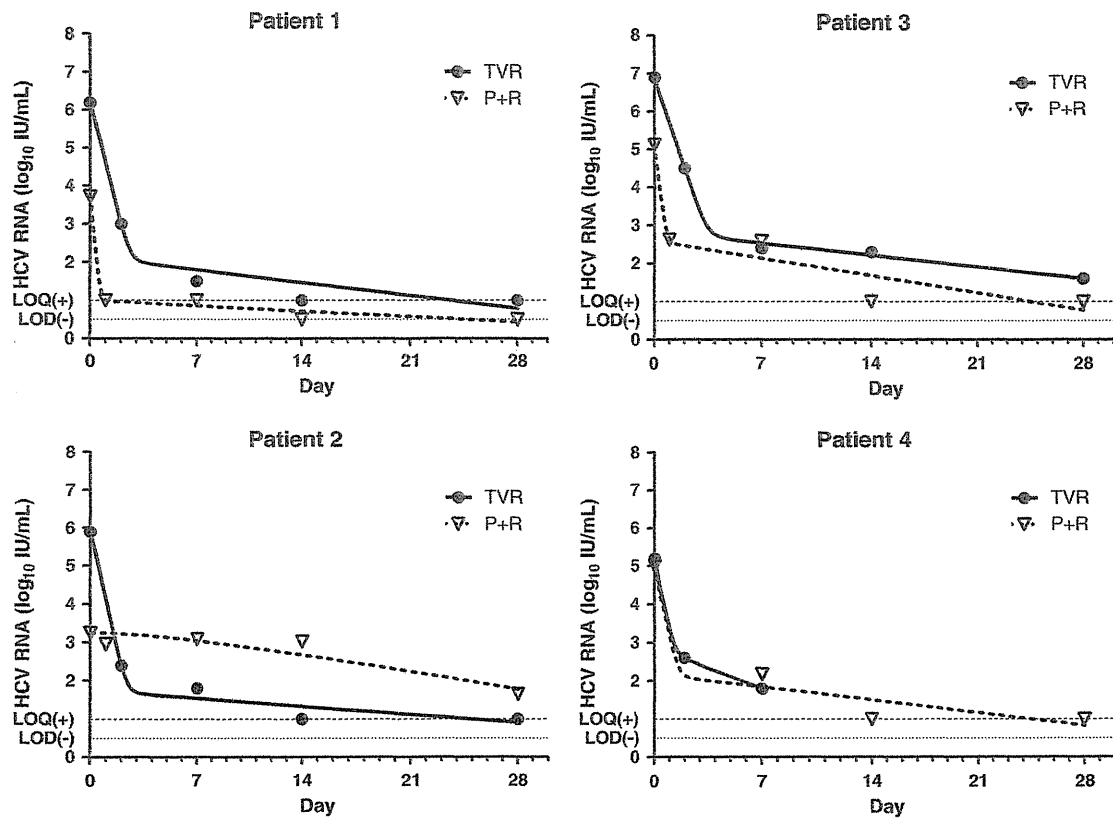 Patient 1
HCV RNA (log10 IU/mL)
8
7
6
5
4
3
2
LOQ(+)
LOD(-)
0
TVR
P+R
0 7 14 21 28
Day
Patient 3
HCV RNA (log10 IU/mL)
8
7
6
5
4
3
2
LOQ(+)
LOD(-)
0
TVR
P+R
0 7 14 21 28
Day
Patient 2
HCV RNA (log10 IU/mL)
8
7
6
5
4
3
2
LOQ(+)
LOD(-)
0
TVR
P+R
0 7 14 21 28
Day
Patient 4
HCV RNA (log10 IU/mL)
8
7
6
5
4
3
2
LOQ(+)
LOD(-)
0
TVR
P+R
0 7 14 21 28
Day